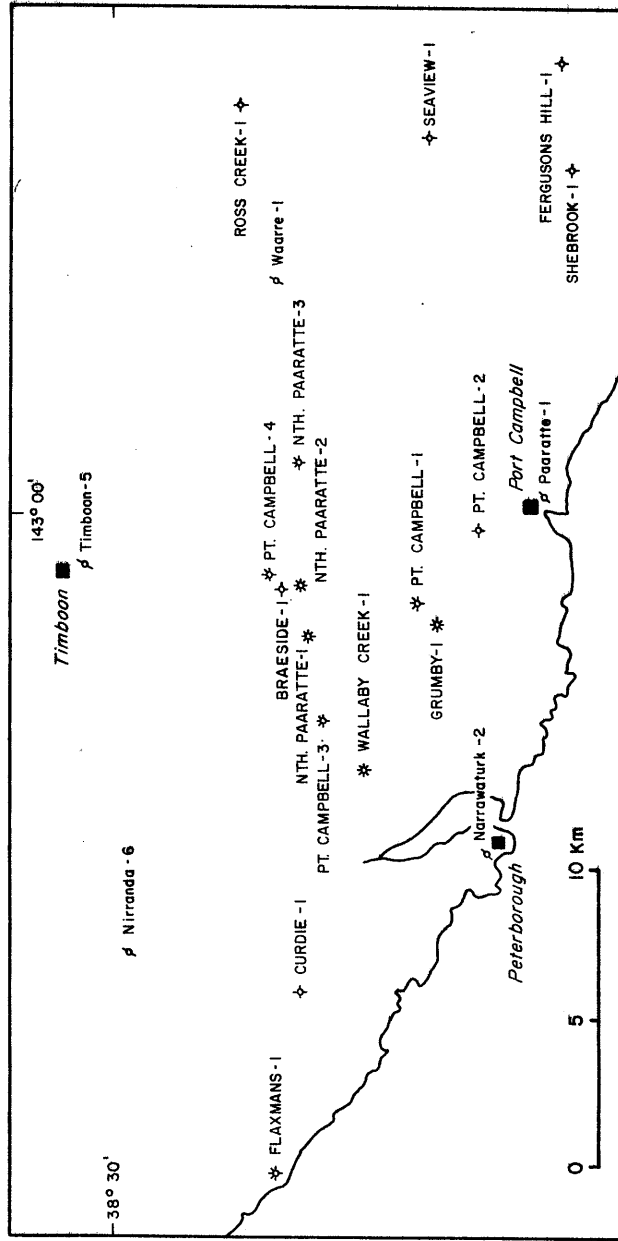 143° 00'
38° 30'
Timboon
Timboon-5
Nirranda-6
ROSS CREEK-1
Waarre-1
SEAVIEW-1
FERGUSONS HILL-1
SHEBROOK-1
NTH. PAARATTE-3
PT. CAMPBELL-4
NTH. PAARATTE-2
BRAESIDE-1
NTH. PAARATTE-1
PT. CAMPBELL-3
WALLABY CREEK-1
PT. CAMPBELL-1
GRUMBY-1
PT. CAMPBELL-2
Port Campbell
Paaratte-1
CURDIE-1
FLAXMANS-1
Narrawaturk-2
Peterborough
0 5 10 Km